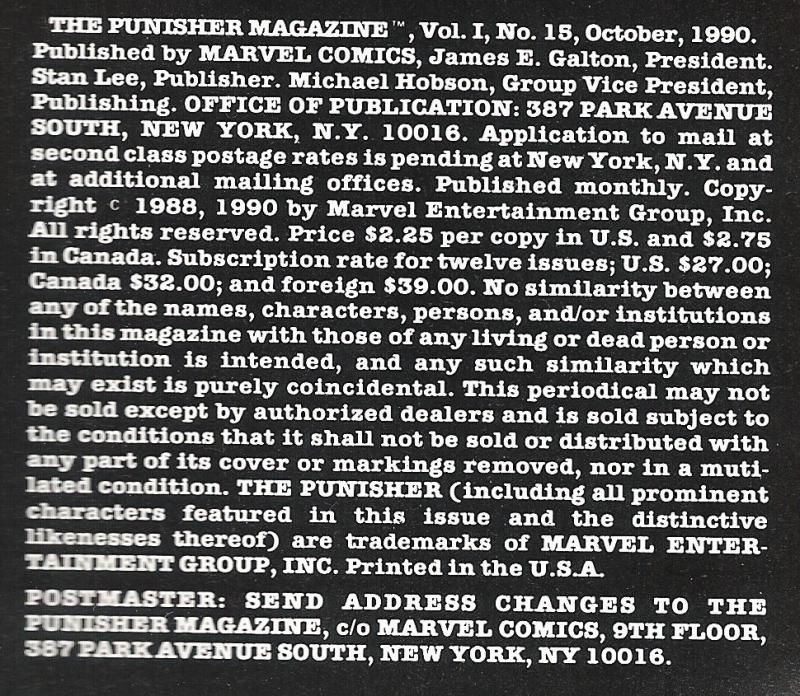 THE PUNISHER MAGAZINE™, Vol. I, No. 15, October, 1990.
Published by MARVEL COMICS, James E. Galton, President.
Stan Lee, Publisher. Michael Hobson, Group Vice President,
Publishing. OFFICE OF PUBLICATION: 387 PARK AVENUE
SOUTH, NEW YORK, N.Y. 10016. Application to mail at
second class postage rates is pending at New York, N.Y. and
at additional mailing offices. Published monthly. Copy-
right c 1988, 1990 by Marvel Entertainment Group, Inc.
All rights reserved. Price $2.25 per copy in U.S. and $2.75
in Canada. Subscription rate for twelve issues; U.S. $27.00;
Canada $32.00; and foreign $39.00. No similarity between
any of the names, characters, persons, and/or institutions
in this magazine with those of any living or dead person or
institution is intended, and any such similarity which
may exist is purely coincidental. This periodical may not
be sold except by authorized dealers and is sold subject to
the conditions that it shall not be sold or distributed with
any part of its cover or markings removed, nor in a muti-
lated condition. THE PUNISHER (including all prominent
characters featured in this issue and the distinctive
likenesses thereof) are trademarks of MARVEL ENTER-
TAINMENT GROUP, INC. Printed in the U.S.A.
POSTMASTER: SEND ADDRESS CHANGES TO THE
PUNISHER MAGAZINE, c/o MARVEL COMICS, 9TH FLOOR,
387 PARK AVENUE SOUTH, NEW YORK, NY 10016.